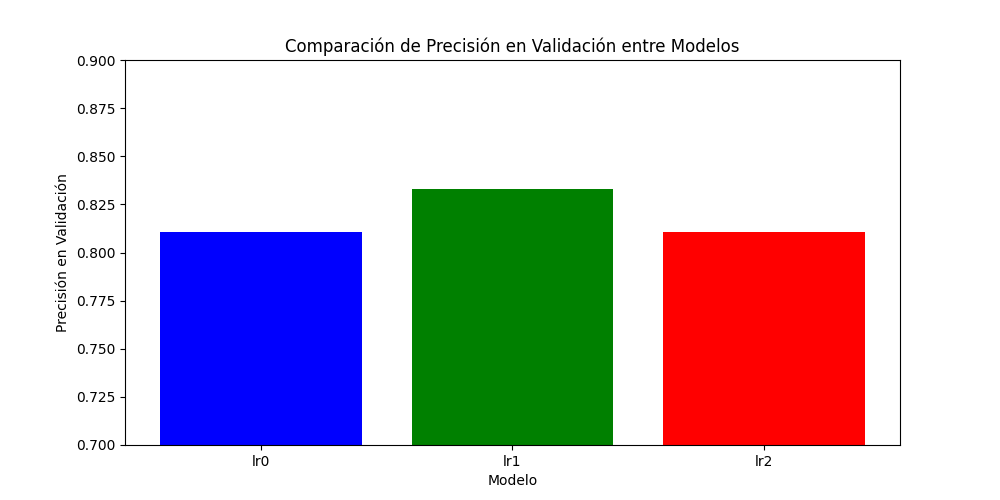 Comparación de Precisión en Validación entre Modelos
Precisión en Validación
0.900
0.875
0.850
0.825
0.800
0.775
0.750
0.725
0.700
lr0
lr1
lr2
Modelo